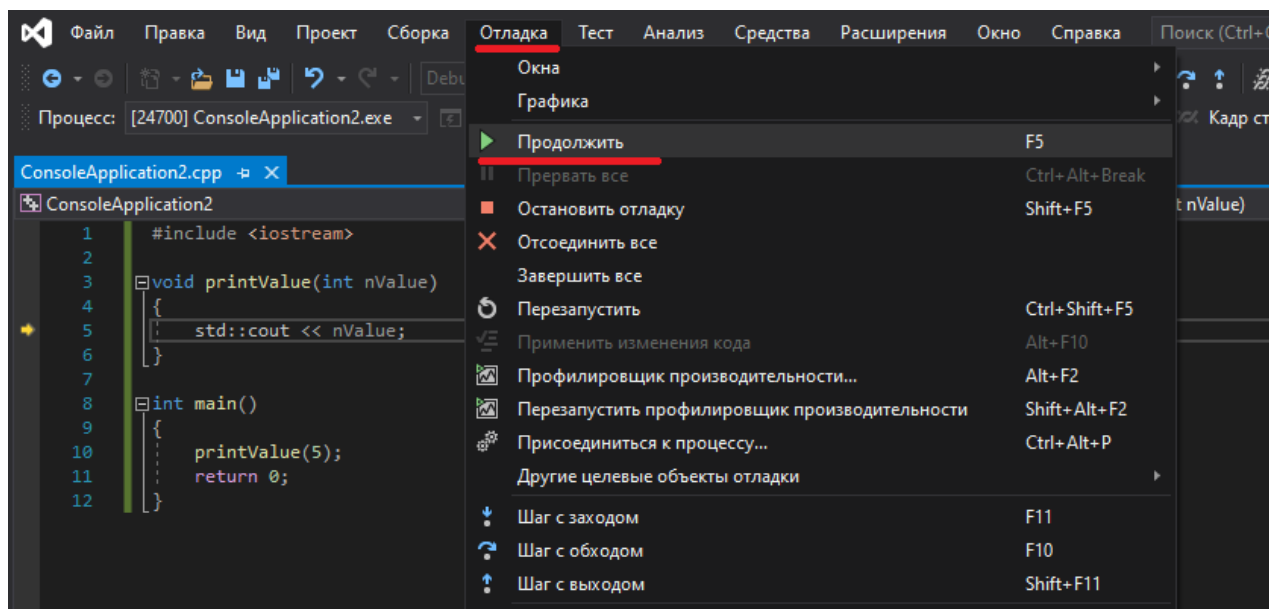 Файл Правка Вид Проект Сборка Отладка Тест Анализ Средства Расширения Окно Справка Поиск (Ctrl+
Процесс: [24700] ConsoleApplication2.exe
Кадр ст
ConsoleApplication2.cpp
ConsoleApplication2
t nValue)
1 #include <iostream>
2
3 void printValue(int nValue)
4 {
5 std::cout << nValue;
6 }
7
8 int main()
9 {
10 printValue(5);
11 return 0;
12 }
Окна
Графика
Продолжить F5
Прервать все Ctrl+Alt+Break
Остановить отладку Shift+F5
Отсоединить все
Завершить все
Перезапустить Ctrl+Shift+F5
Применить изменения кода Alt+F10
Профилировщик производительности... Alt+F2
Перезапустить профилировщик производительности Shift+Alt+F2
Присоединиться к процессу... Ctrl+Alt+P
Другие целевые объекты отладки
Шаг с заходом F11
Шаг с обходом F10
Шаг с выходом Shift+F11